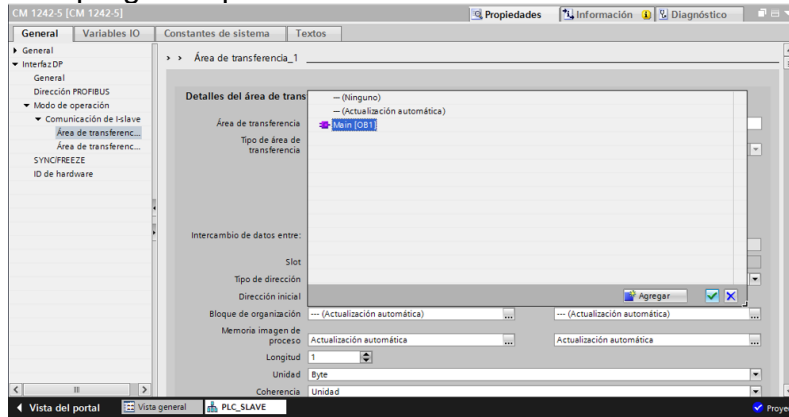 CM 1242-5 [CM 1242-5]
Propiedades
Información
Diagnóstico
General
Variables IO
Constantes de sistema
Textos
General
Interfaz DP
General
Dirección PROFIBUS
Modo de operación
Comunicación de I-slave
Área de transferenc...
Área de transferenc...
SYNC/FREEZE
ID de hardware
> > Área de transferencia_1
Detalles del área de trans
Área de transferencia
Tipo de área de
transferencia
Intercambio de datos entre:
Slot
Tipo de dirección
Dirección inicial
--- (Ninguno)
--- (Actualización automática)
Main [OB1]
Agregar
Bloque de organización --- (Actualización automática) ... --- (Actualización automática) ...
Memoria imagen de
proceso Actualización automática ... Actualización automática ...
Longitud 1
Unidad Byte
Coherencia Unidad
Vista del portal
Vista general
PLC_SLAVE
Proye